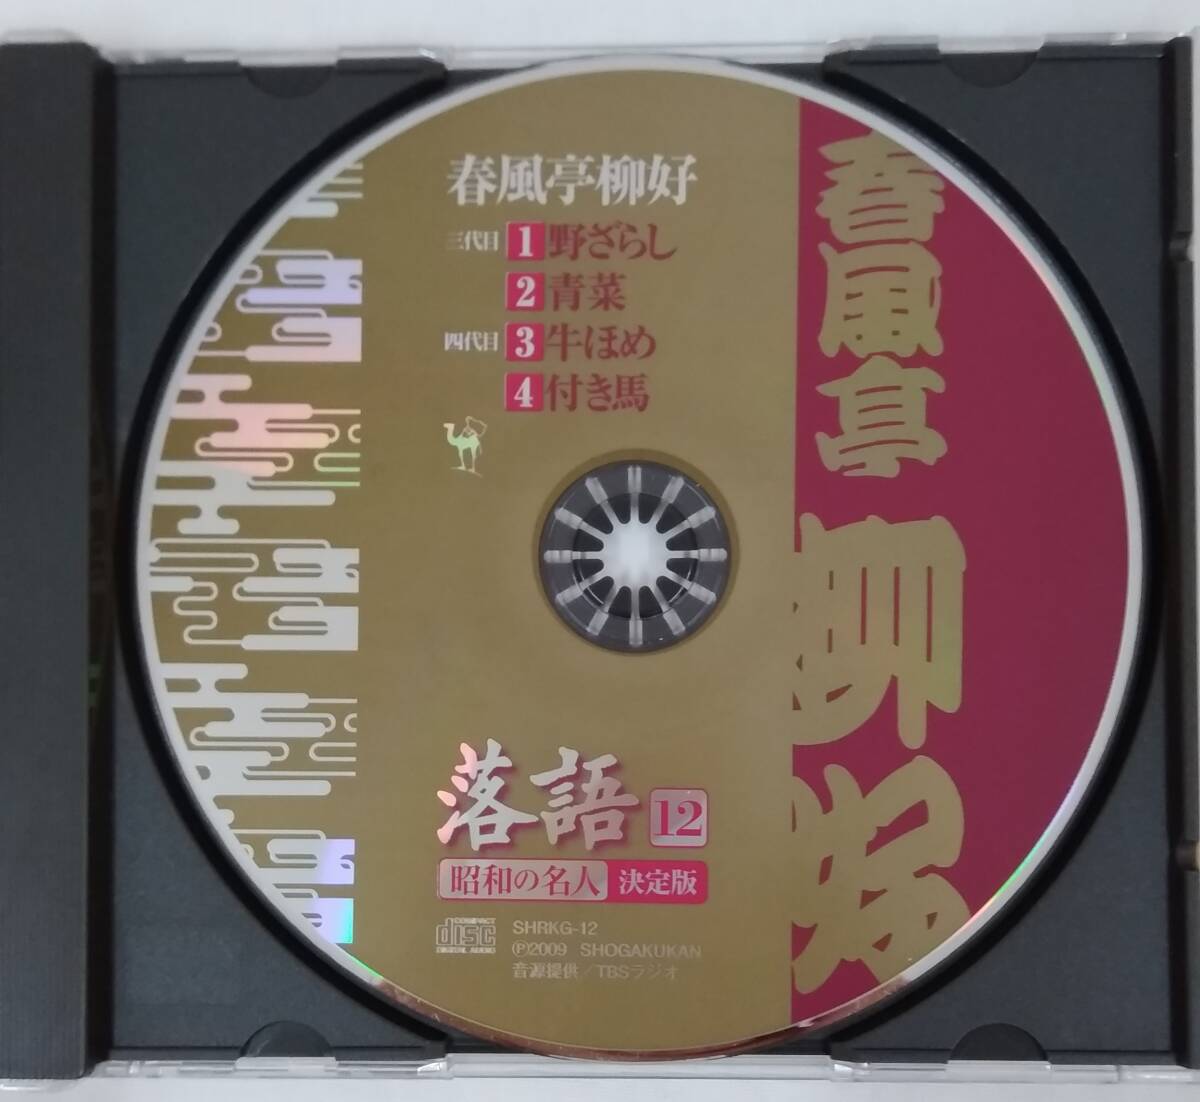 春風亭柳好
三代目 1 野ざらし
2 青菜
四代目 3 牛ほめ
4 付き馬
春風亭 柳好
落語 12
昭和の名人 決定版
COMPACT disc DIGITAL AUDIO
SHRKG-12
Ⓟ2009 SHOGAKUKAN
音源提供/TBSラジオ